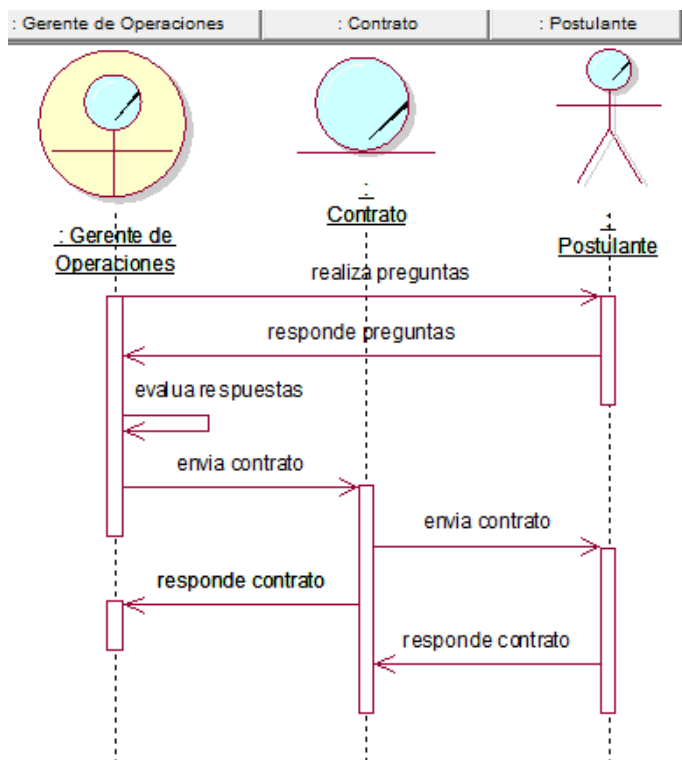 : Gerente de Operaciones
: Contrato
: Postulante
:
Contrato
: Gerente de
Operaciones
:
Postulante
realiza preguntas
responde preguntas
evalua respuestas
envia contrato
envia contrato
responde contrato
responde contrato